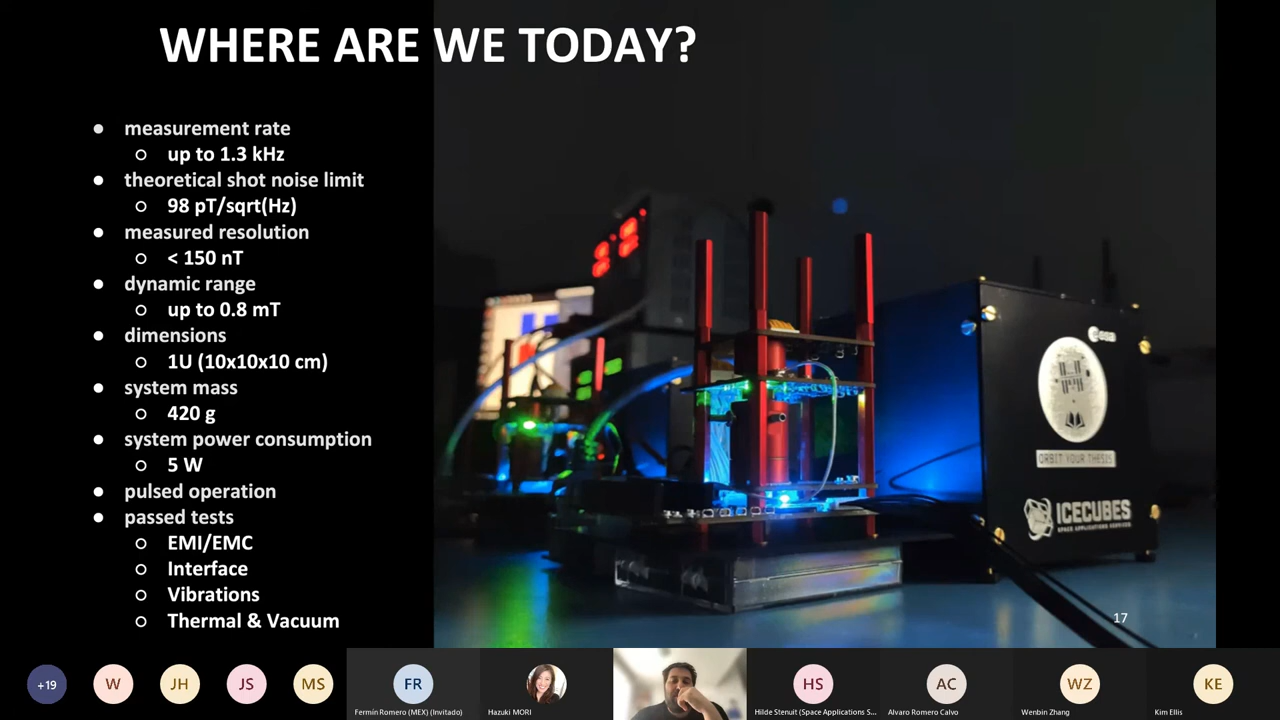 WHERE ARE WE TODAY?
● measurement rate
○ up to 1.3 kHz
● theoretical shot noise limit
○ 98 pT/sqrt(Hz)
● measured resolution
○ < 150 nT
● dynamic range
○ up to 0.8 mT
● dimensions
○ 1U (10x10x10 cm)
● system mass
○ 420 g
● system power consumption
○ 5 W
● pulsed operation
● passed tests
○ EMI/EMC
○ Interface
○ Vibrations
○ Thermal & Vacuum
esa
ORBIT YOUR THESIS
ICECUBES
SPACE APPLICATIONS SERVICES
17
+19
W
JH
JS
MS
FR
HS
AC
WZ
KE
Fermín Romero (MEX) (Invitado)
Hazuki MORI
Hilde Stenuit (Space Applications S...
Alvaro Romero Calvo
Wenbin Zhang
Kim Ellis